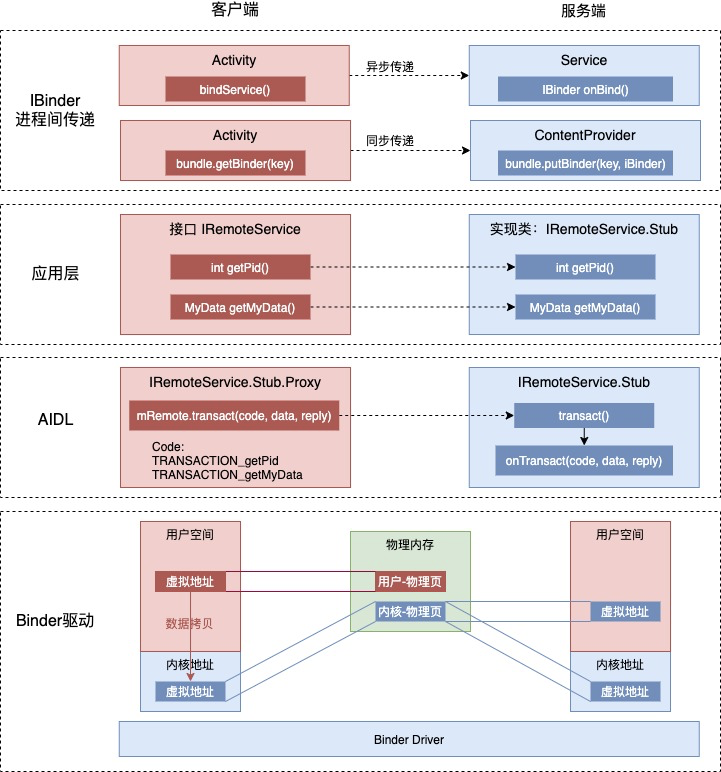 客户端
服务端
IBinder
进程间传递
Activity
bindService()
异步传递
Service
IBinder onBind()
Activity
bundle.getBinder(key)
同步传递
ContentProvider
bundle.putBinder(key, iBinder)
应用层
接口 IRemoteService
int getPid()
MyData getMyData()
实现类：IRemoteService.Stub
int getPid()
MyData getMyData()
AIDL
IRemoteService.Stub.Proxy
mRemote.transact(code, data, reply)
Code:
TRANSACTION_getPid
TRANSACTION_getMyData
IRemoteService.Stub
transact()
onTransact(code, data, reply)
Binder驱动
用户空间
虚拟地址
数据拷贝
内核地址
虚拟地址
物理内存
用户-物理页
内核-物理页
用户空间
虚拟地址
内核地址
虚拟地址
Binder Driver